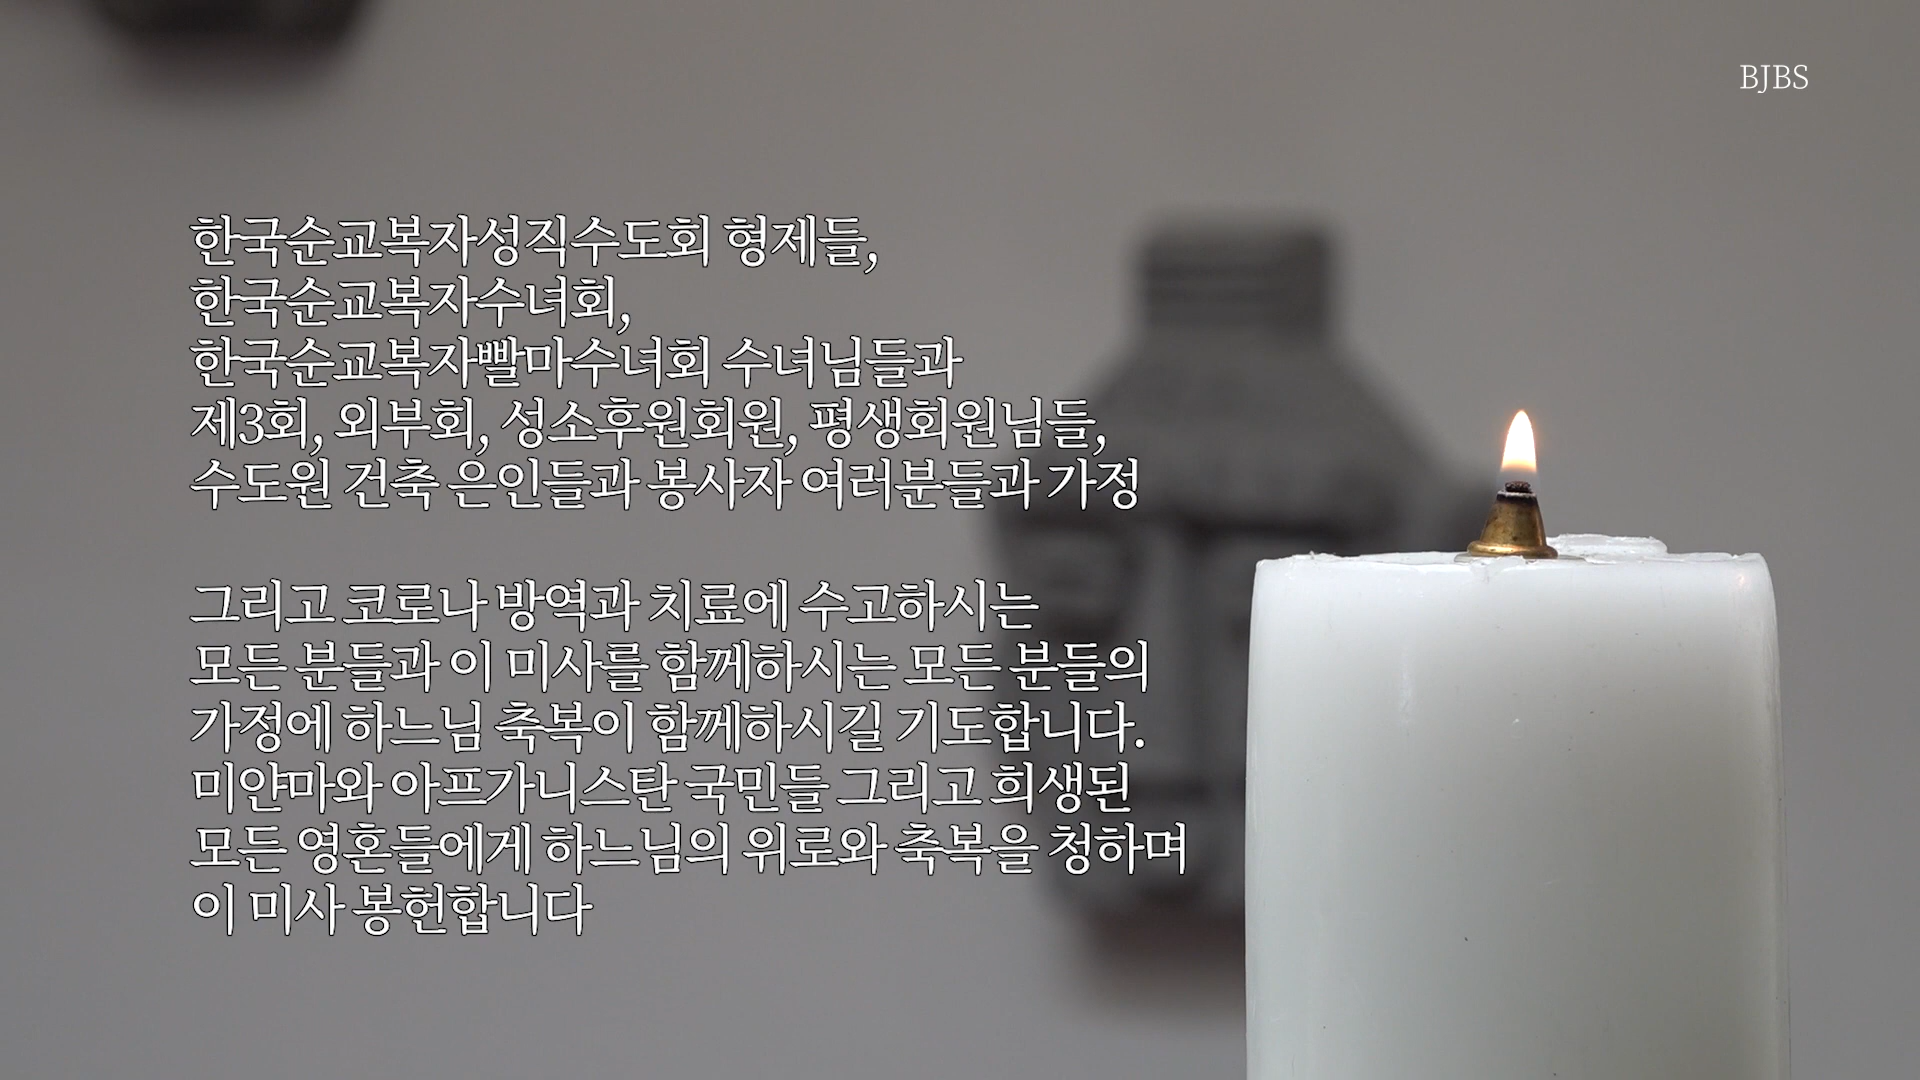 BJBS
한국순교복자성직수도회 형제들,
한국순교복자수녀회,
한국순교복자빨마수녀회 수녀님들과
제3회, 외부회, 성소후원회원, 평생회원님들,
수도원 건축 은인들과 봉사자 여러분들과 가정
그리고 코로나 방역과 치료에 수고하시는
모든 분들과 이 미사를 함께하시는 모든 분들의
가정에 하느님 축복이 함께하시길 기도합니다.
미얀마와 아프가니스탄 국민들 그리고 희생된
모든 영혼들에게 하느님의 위로와 축복을 청하며
이 미사 봉헌합니다